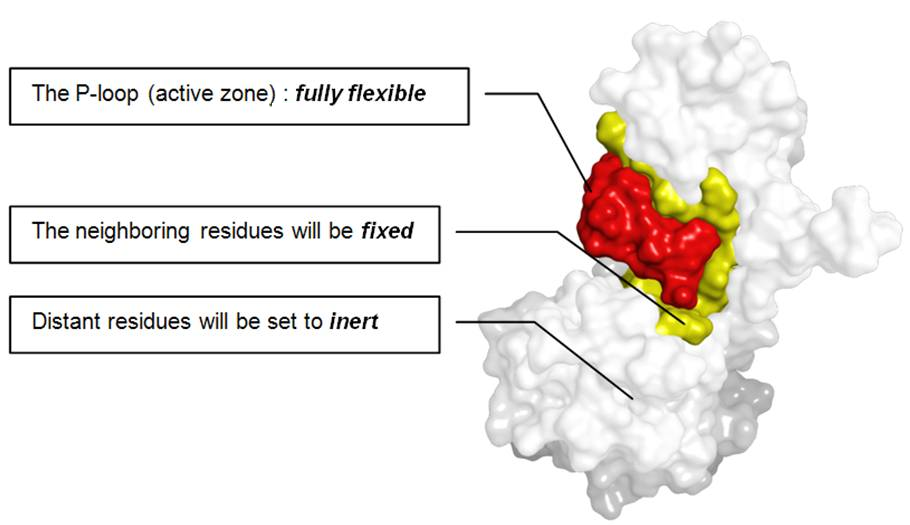 The P-loop (active zone) : fully flexible
The neighboring residues will be fixed
Distant residues will be set to inert